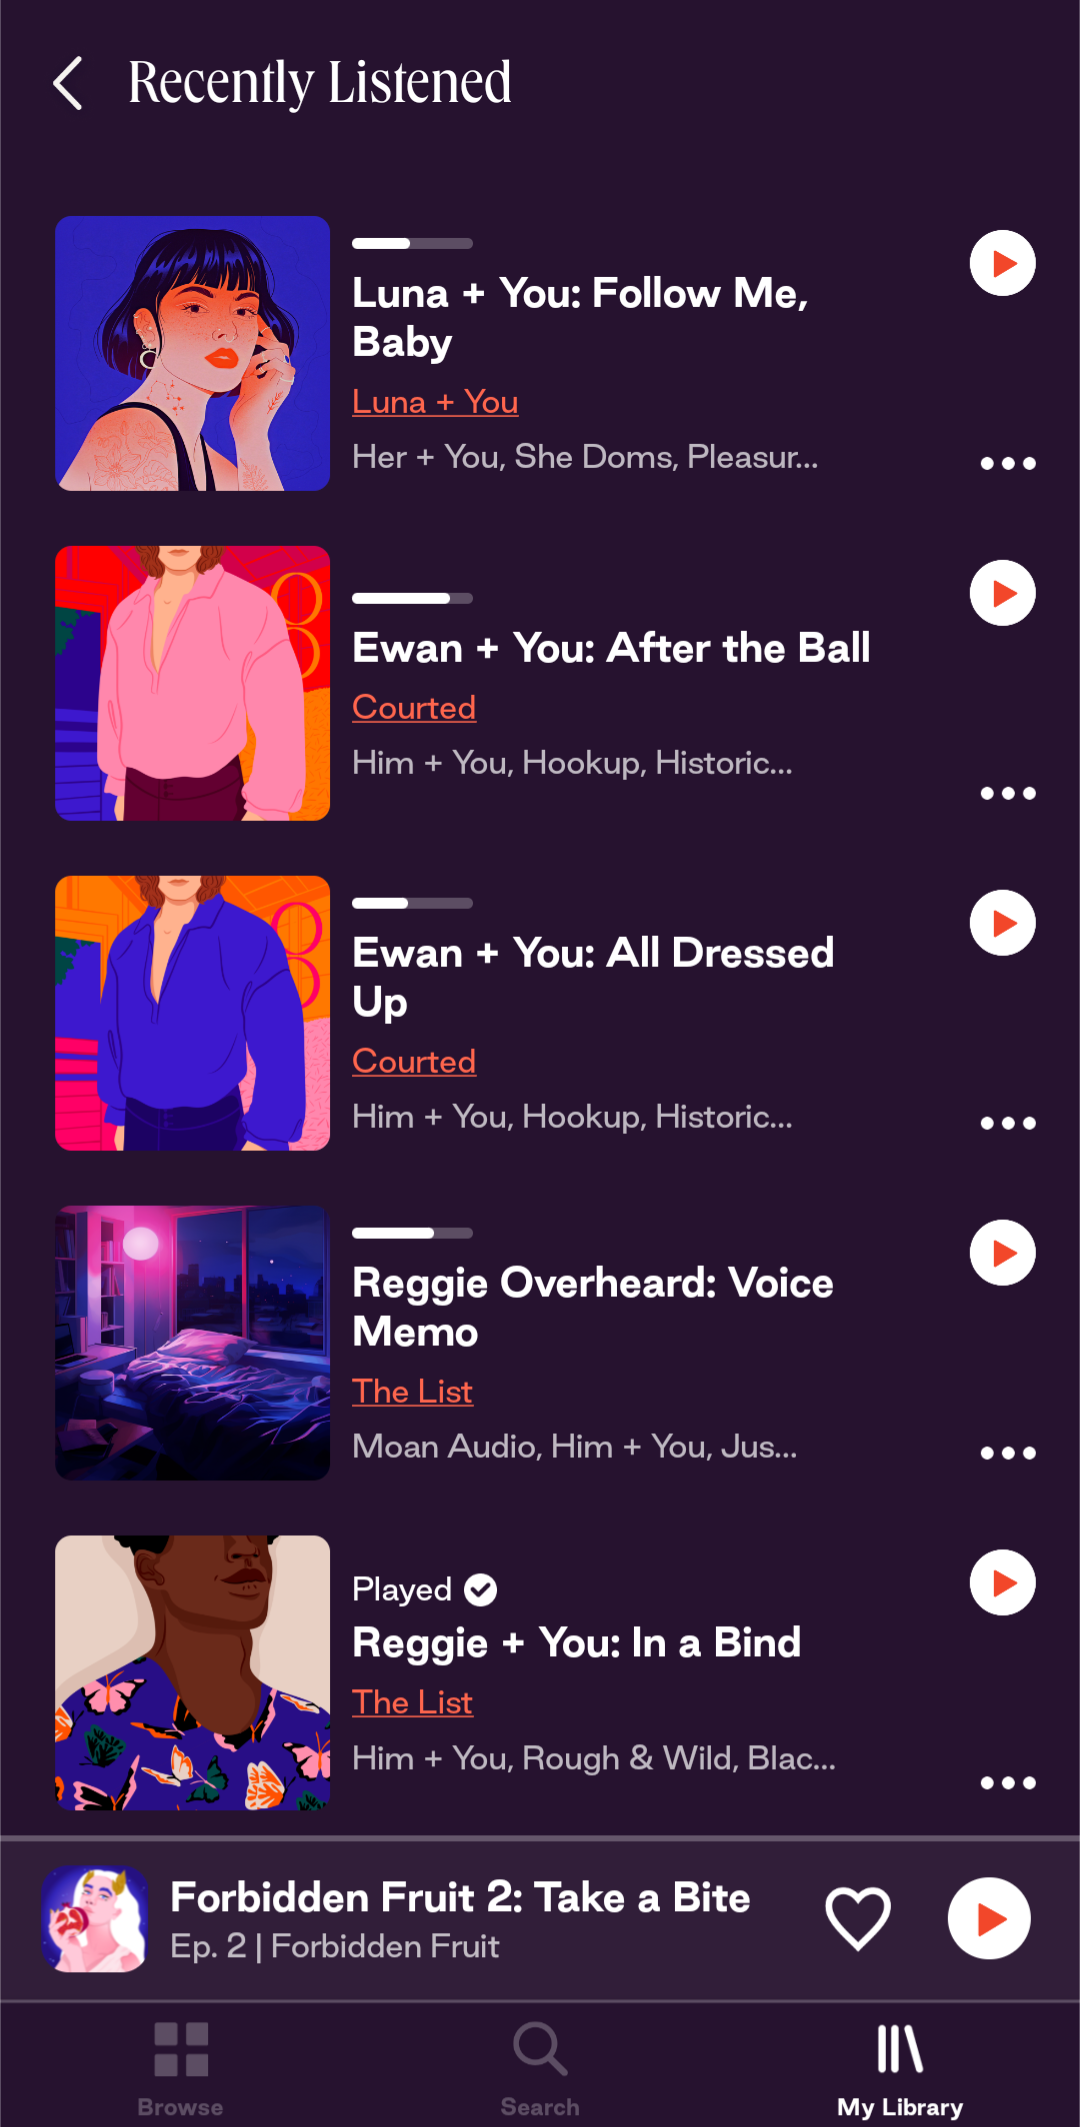 Recently Listened
Luna + You: Follow Me,
Baby
Luna + You
Her + You, She Doms, Pleasur...
Ewan + You: After the Ball
Courted
Him + You, Hookup, Historic...
Ewan + You: All Dressed
Up
Courted
Him + You, Hookup, Historic...
Reggie Overheard: Voice
Memo
The List
Moan Audio, Him + You, Jus...
Played
Reggie + You: In a Bind
The List
Him + You, Rough & Wild, Blac...
Forbidden Fruit 2: Take a Bite
Ep. 2 | Forbidden Fruit
Browse
Search
My Library